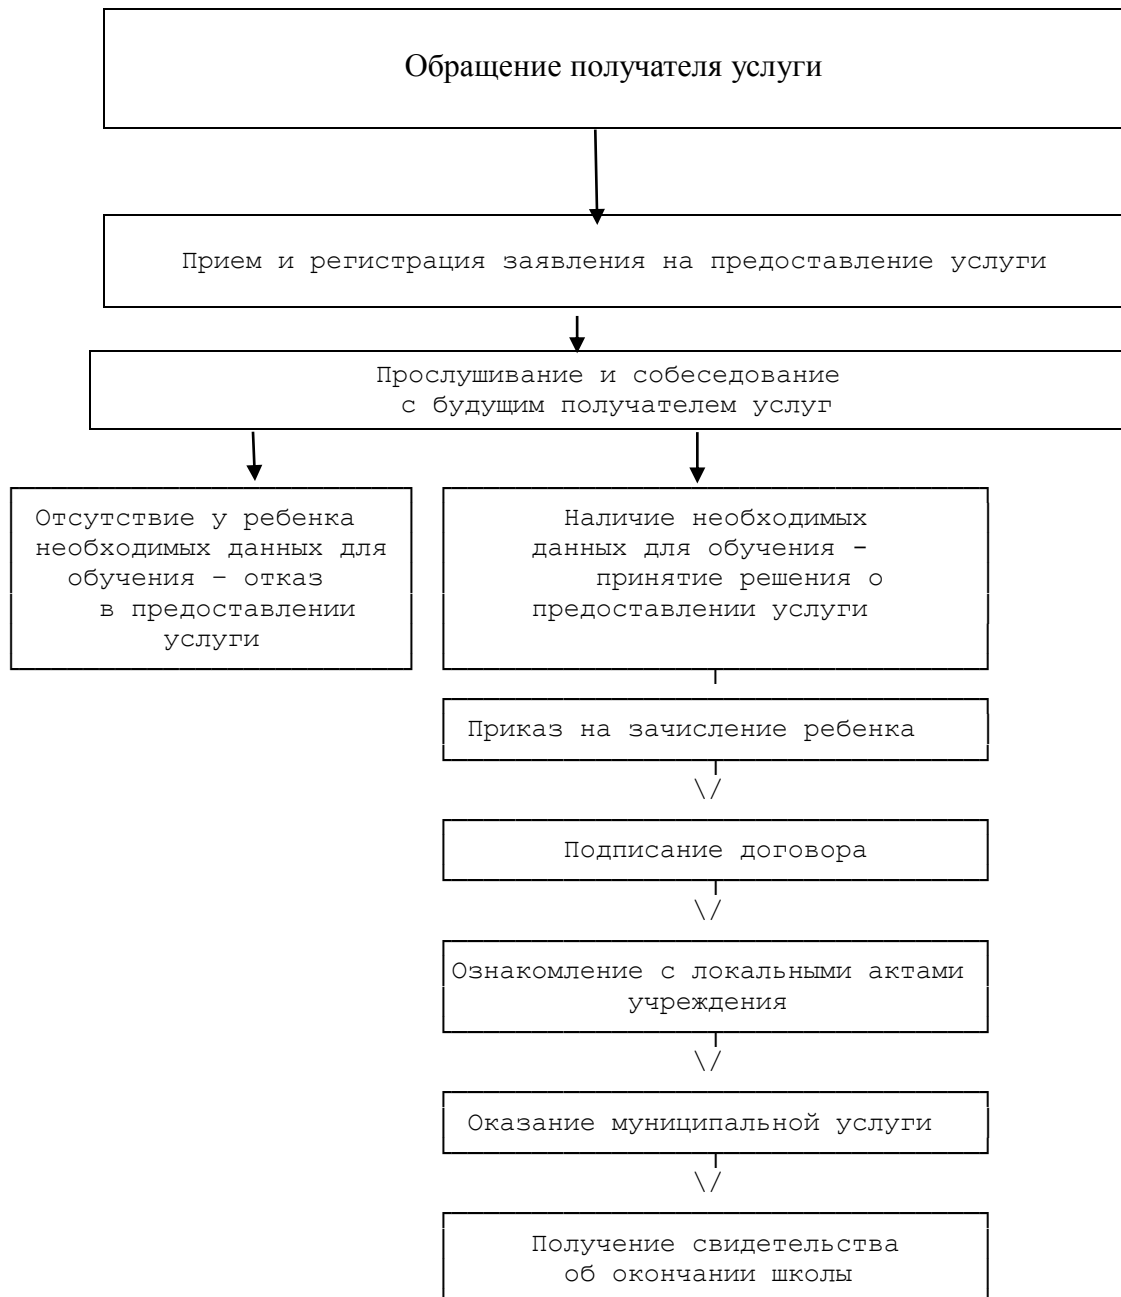 Обращение получателя услуги
Прием и регистрация заявления на предоставление услуги
Прослушивание и собеседование
с будущим получателем услуг
Отсутствие у ребенка
необходимых данных для
обучения – отказ
в предоставлении
услуги
Наличие необходимых
данных для обучения -
принятие решения о
предоставлении услуги
Приказ на зачисление ребенка
\/
Подписание договора
\/
Ознакомление с локальными актами
учреждения
\/
Оказание муниципальной услуги
\/
Получение свидетельства
об окончании школы